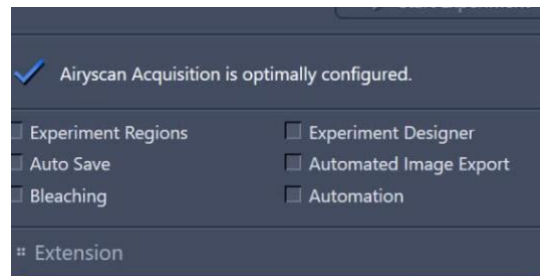 Airyscan Acquisition is optimally configured.
Experiment Regions
Experiment Designer
Auto Save
Automated Image Export
Bleaching
Automation
Extension